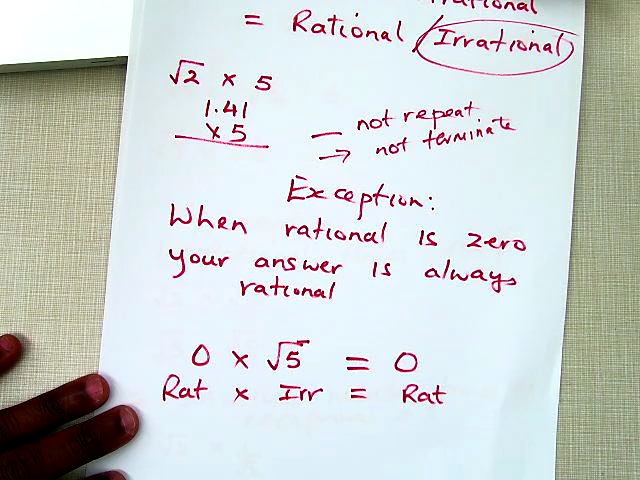 = Rational / Irrational
√2 × 5
1.41
× 5
— not repeat
→ not terminate
Exception:
When rational is zero
your answer is always
rational
0 × √5 = 0
Rat × Irr = Rat